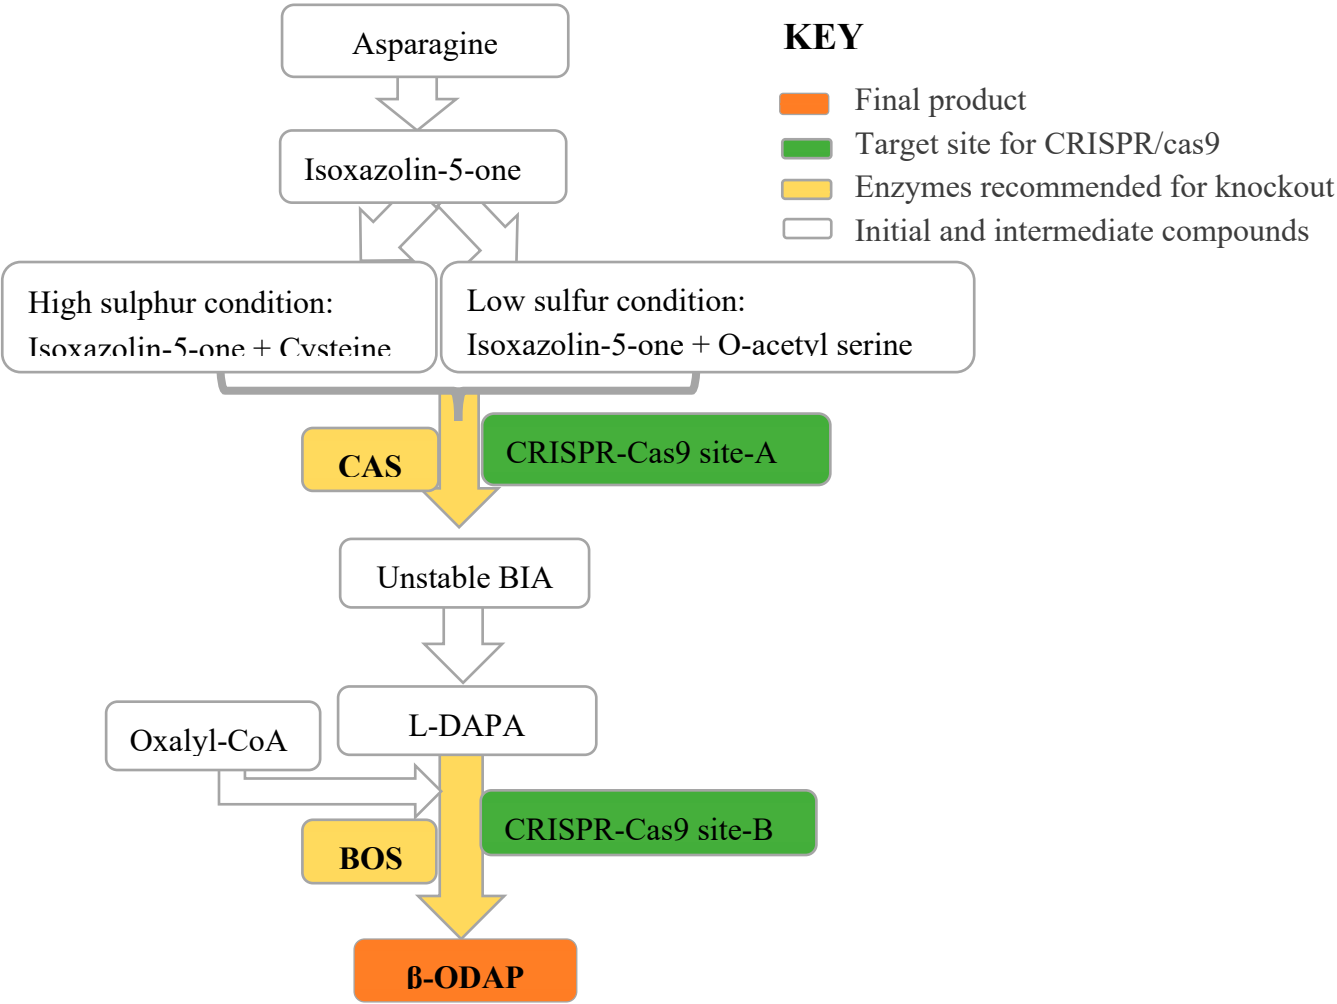 Asparagine
KEY
Final product
Target site for CRISPR/cas9
Enzymes recommended for knockout
Initial and intermediate compounds
Isoxazolin-5-one
High sulphur condition:
Isoxazolin-5-one + Cysteine
Low sulfur condition:
Isoxazolin-5-one + O-acetyl serine
CAS
CRISPR-Cas9 site-A
Unstable BIA
L-DAPA
Oxalyl-CoA
CRISPR-Cas9 site-B
BOS
ß-ODAP